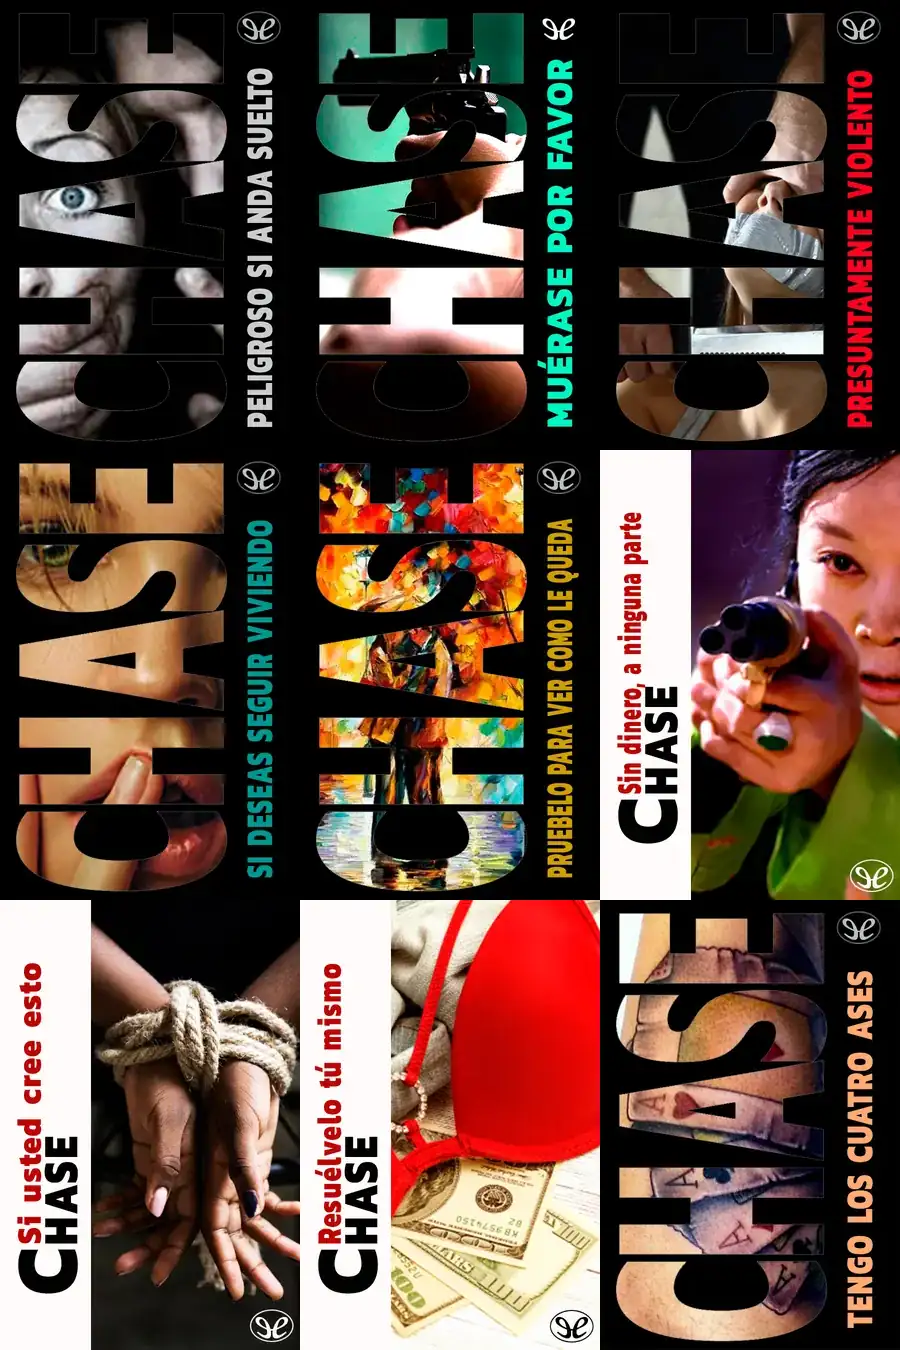 CHASE
PELIGROSO SI ANDA SUELTO
CHASE
MUÉRASE POR FAVOR
CHASE
PRESUNTAMENTE VIOLENTO
CHASE
SI DESEAS SEGUIR VIVIENDO
CHASE
PRUEBELO PARA VER COMO LE QUEDA
Sin dinero, a ninguna parte
CHASE
Si usted cree esto
CHASE
Resuélvelo tú mismo
CHASE
CHASE
TENGO LOS CUATRO ASES